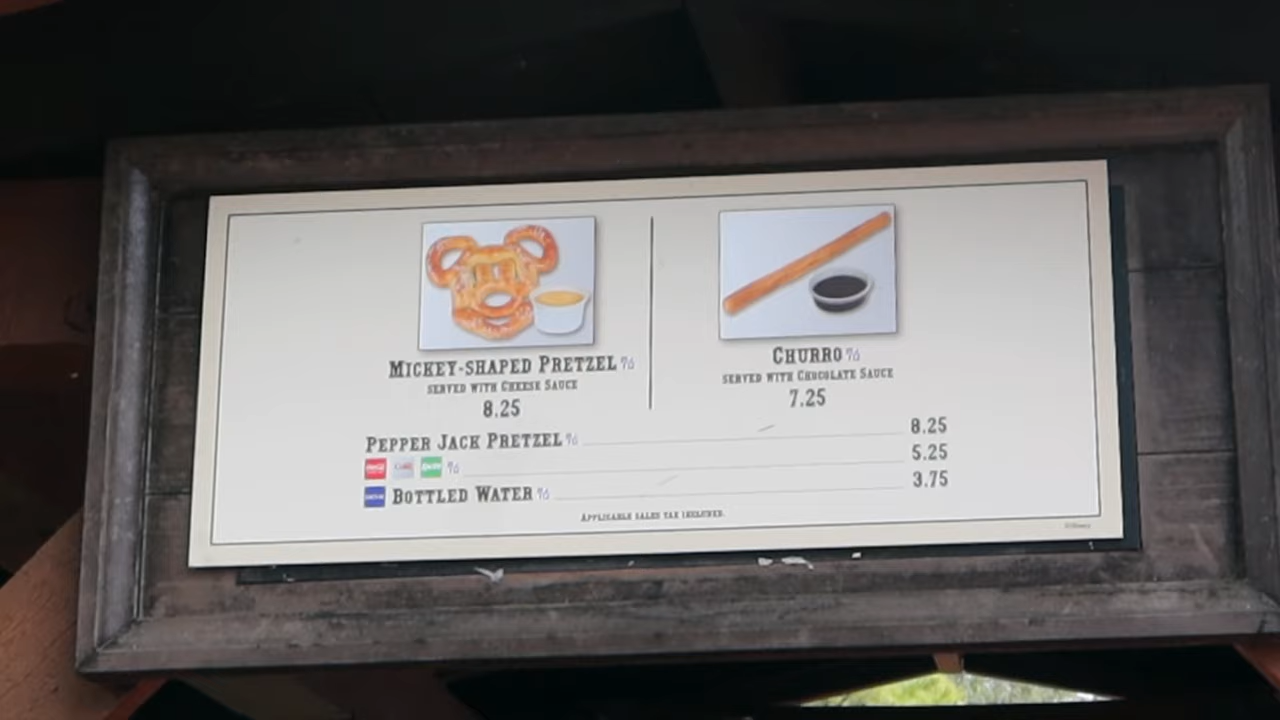 MICKEY-SHAPED PRETZEL
SERVED WITH CHEESE SAUCE
8.25
CHURRO
SERVED WITH CHOCOLATE SAUCE
7.25
PEPPER JACK PRETZEL 8.25
5.25
BOTTLED WATER 3.75
APPLICABLE SALES TAX INCLUDED.
©Disney